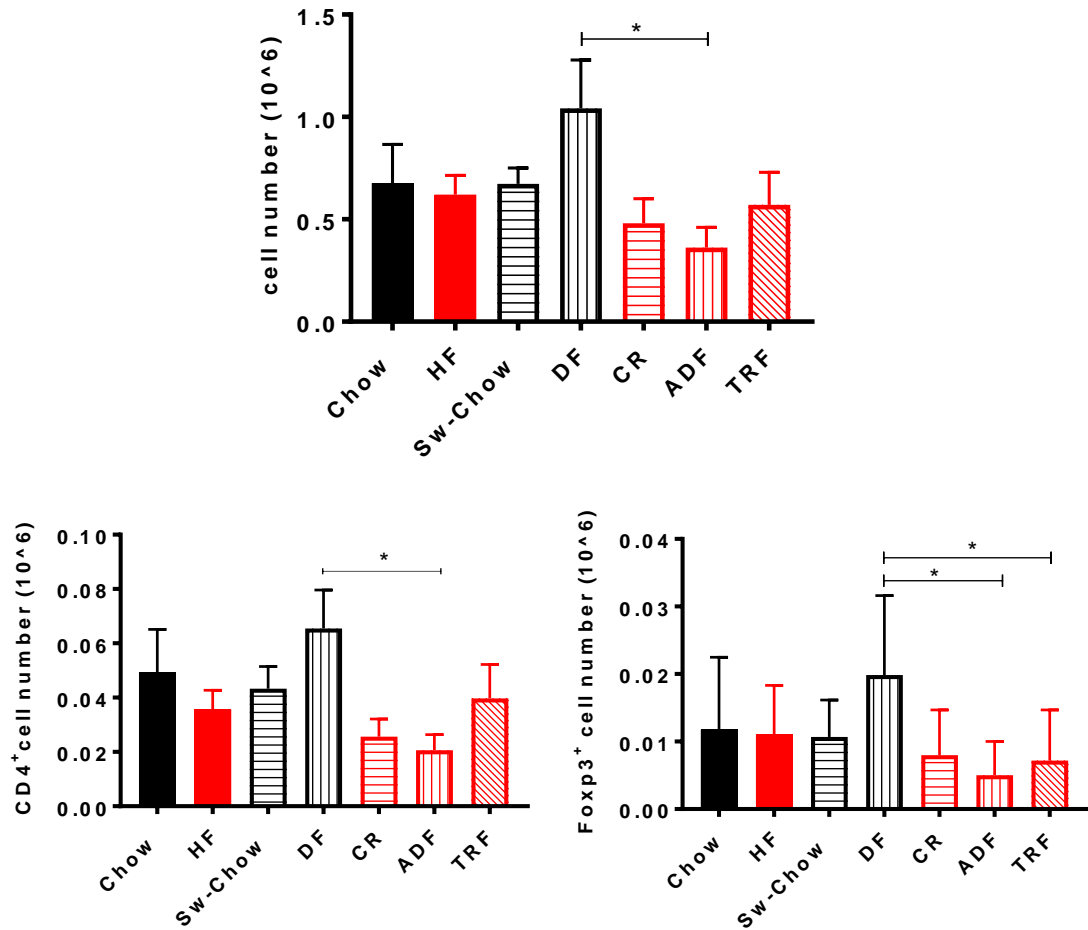 cell number (10^6)
1.5
1.0
0.5
0.0
*
Chow
HF
Sw-Chow
DF
CR
ADF
TRF
CD4⁺cell number (10^6)
0.10
0.08
0.06
0.04
0.02
0.00
*
Chow
HF
Sw-Chow
DF
CR
ADF
TRF
Foxp3⁺ cell number (10^6)
0.04
0.03
0.02
0.01
0.00
*
*
Chow
HF
Sw-Chow
DF
CR
ADF
TRF